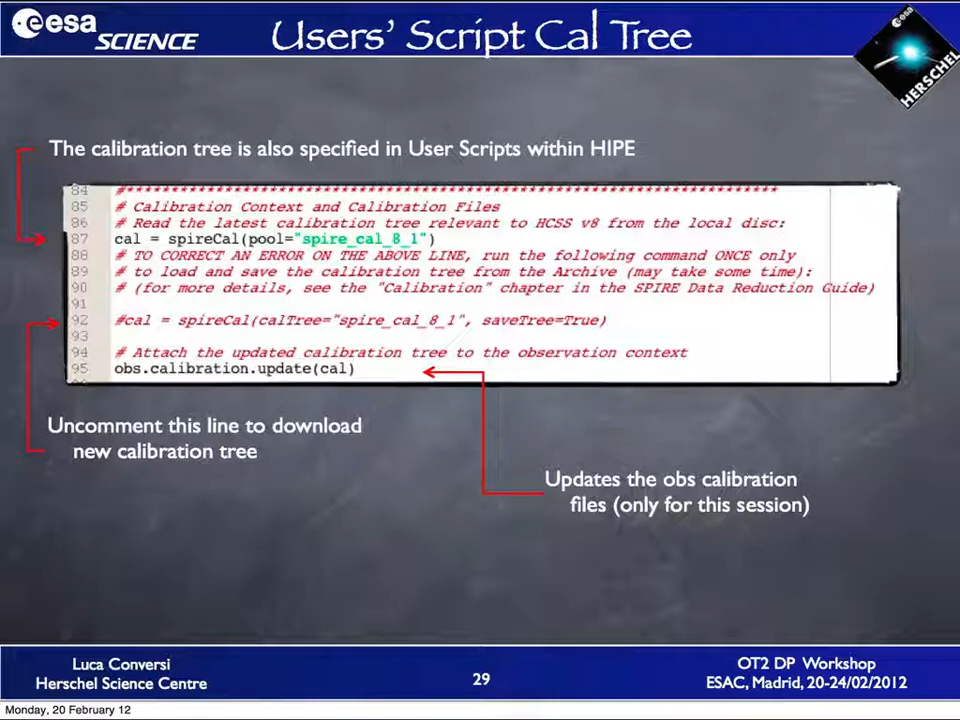 esa
SCIENCE
Users' Script Cal Tree
HERSCHEL
esa
The calibration tree is also specified in User Scripts within HIPE
84 #*************************************************************************
85 # Calibration Context and Calibration Files
86 # Read the latest calibration tree relevant to HCSS v8 from the local disc:
87 cal = spireCal(pool="spire_cal_8_1")
88 # TO CORRECT AN ERROR ON THE ABOVE LINE, run the following command ONCE only
89 # to load and save the calibration tree from the Archive (may take some time):
90 # (for more details, see the "Calibration" chapter in the SPIRE Data Reduction Guide)
91
92 #cal = spireCal(calTree="spire_cal_8_1", saveTree=True)
93
94 # Attach the updated calibration tree to the observation context
95 obs.calibration.update(cal)
Uncomment this line to download
new calibration tree
Updates the obs calibration
files (only for this session)
Luca Conversi
Herschel Science Centre
29
OT2 DP Workshop
ESAC, Madrid, 20-24/02/2012
Monday, 20 February 12